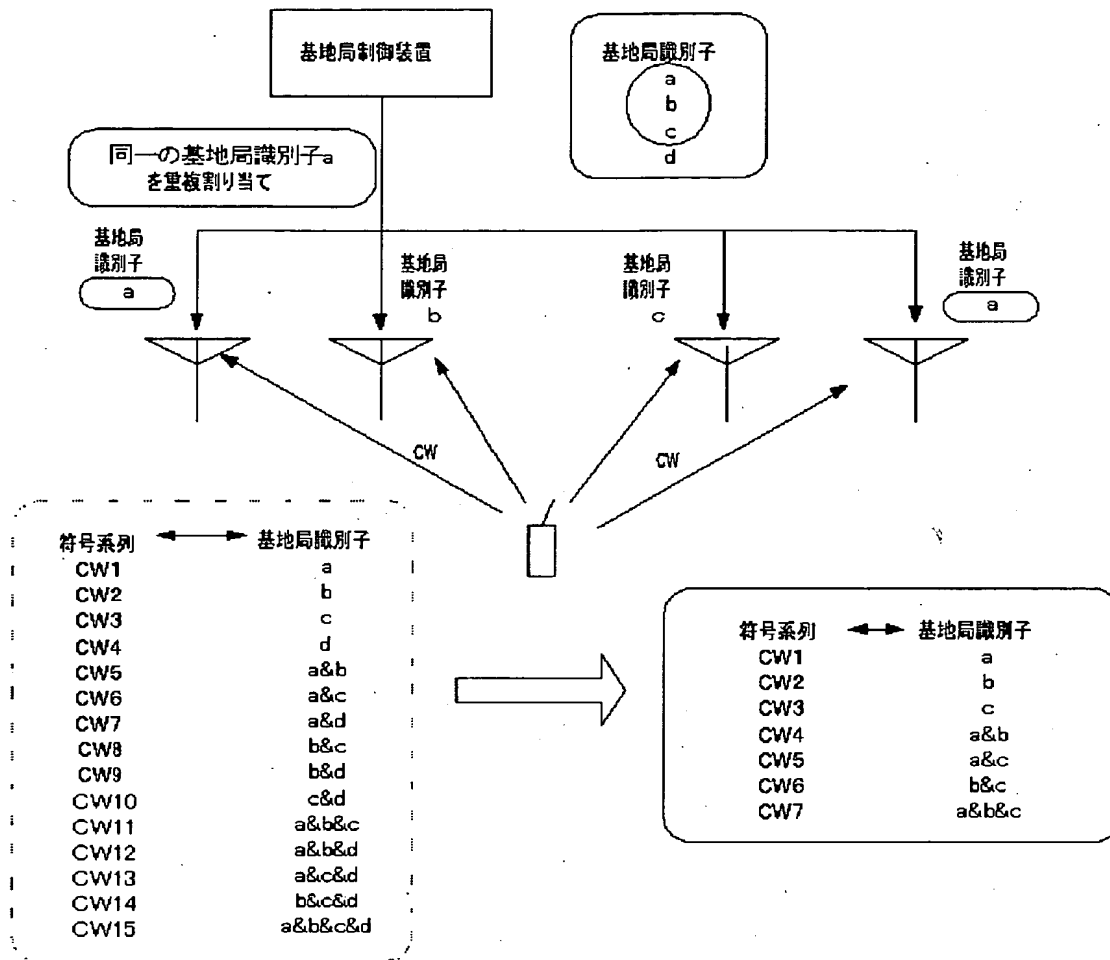 基地局制御装置
基地局識別子
a
b
c
d
同一の基地局識別子a
を重複割り当て
基地局
識別子
a
基地局
識別子
b
基地局
識別子
c
基地局
識別子
a
CW
CW
符号系列 基地局識別子
CW1 a
CW2 b
CW3 c
CW4 d
CW5 a&b
CW6 a&c
CW7 a&d
CW8 b&c
CW9 b&d
CW10 c&d
CW11 a&b&c
CW12 a&b&d
CW13 a&c&d
CW14 b&c&d
CW15 a&b&c&d
符号系列 基地局識別子
CW1 a
CW2 b
CW3 c
CW4 a&b
CW5 a&c
CW6 b&c
CW7 a&b&c